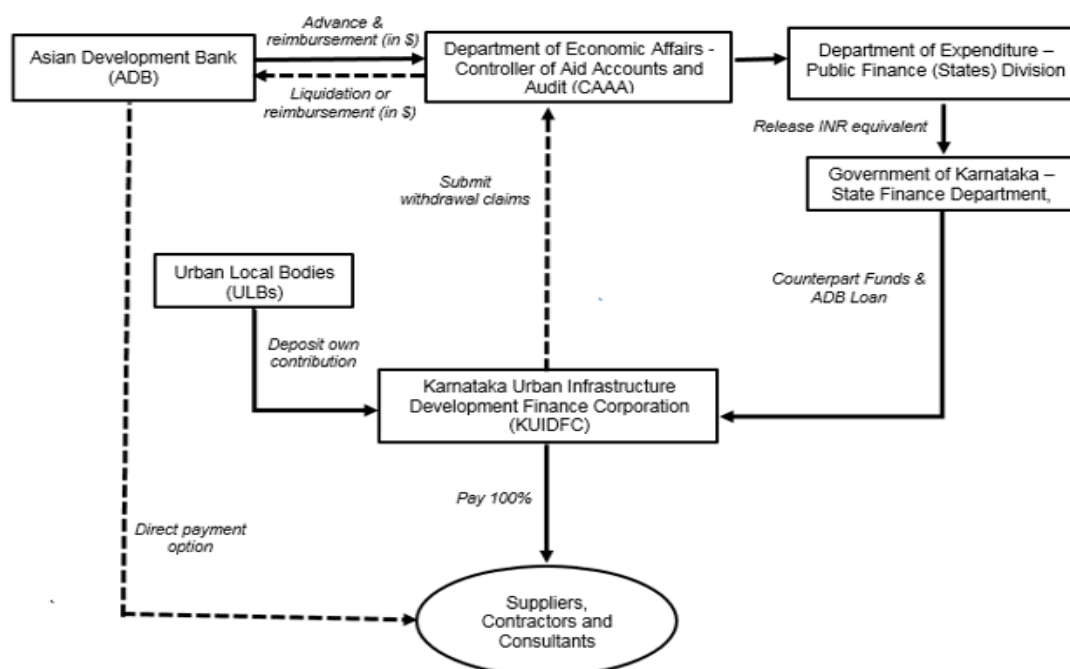 Advance &
reimbursement (in $)
Asian Development Bank
(ADB)
Department of Economic Affairs -
Controller of Aid Accounts and
Audit (CAAA)
Department of Expenditure –
Public Finance (States) Division
Liquidation or
reimbursement (in $)
Release INR equivalent
Submit
withdrawal claims
Government of Karnataka –
State Finance Department,
Urban Local Bodies
(ULBs)
Counterpart Funds &
ADB Loan
Deposit own
contribution
Karnataka Urban Infrastructure
Development Finance Corporation
(KUIDFC)
Pay 100%
Direct payment
option
Suppliers,
Contractors and
Consultants